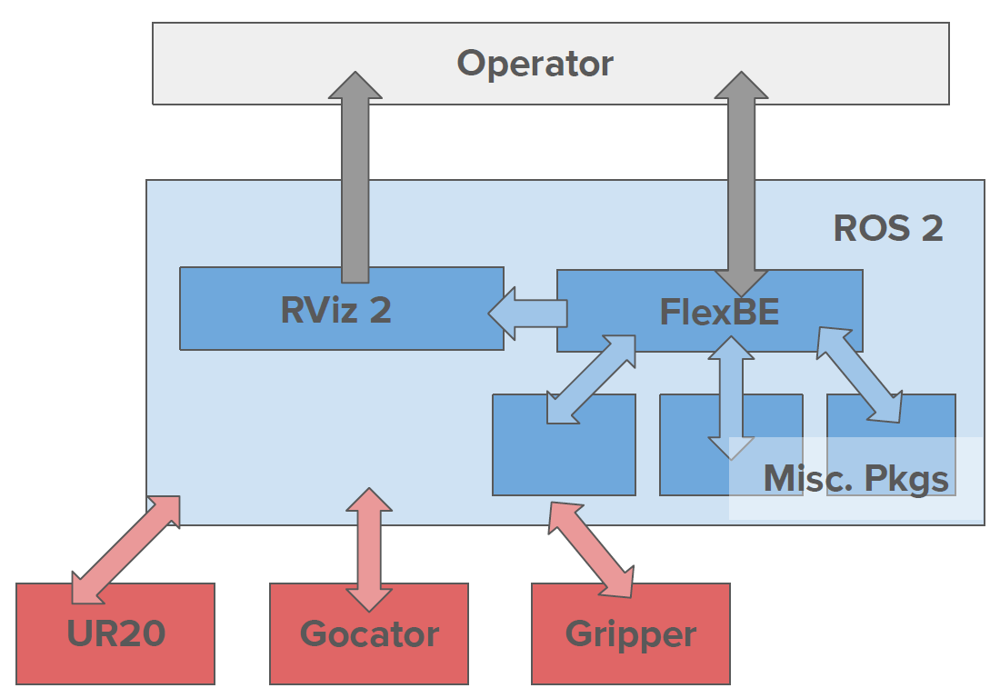 Operator
ROS 2
RViz 2
FlexBE
Misc. Pkgs
UR20
Gocator
Gripper